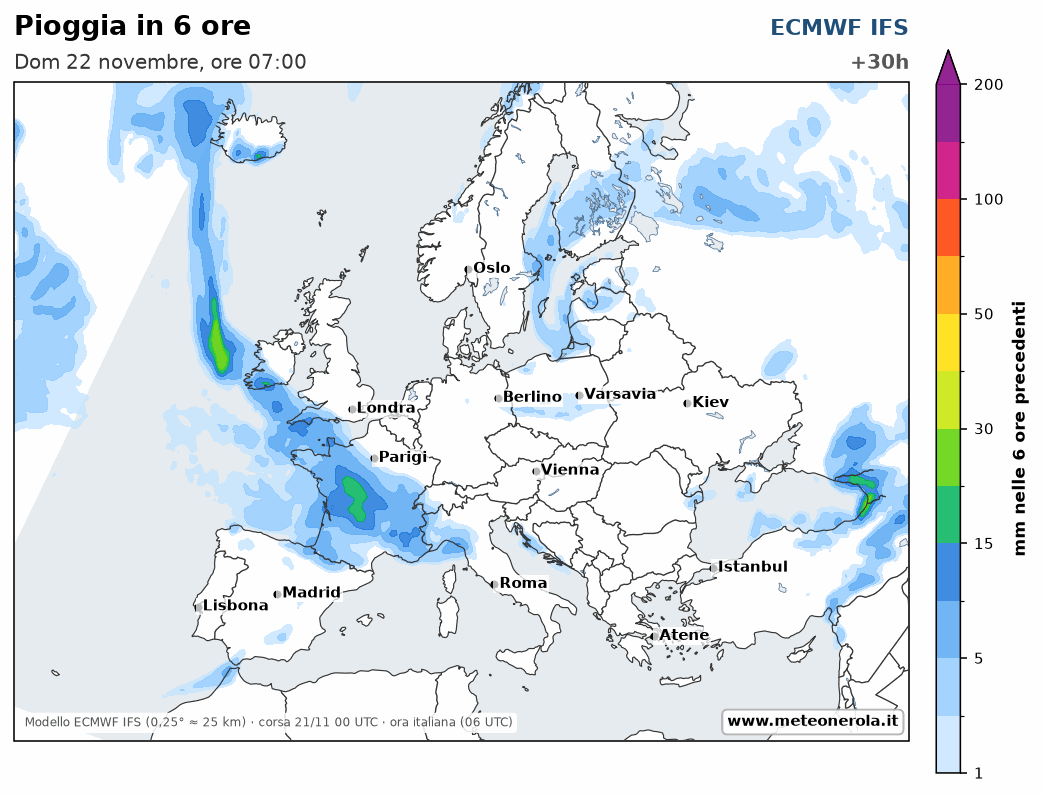 Pioggia in 6 ore
ECMWF IFS
Dom 22 novembre, ore 07:00
+30h
200
100
50
30
15
5
1
mm nelle 6 ore precedenti
Oslo
Londra
Berlino
Varsavia
Kiev
Parigi
Vienna
Istanbul
Roma
Madrid
Lisbona
Atene
Modello ECMWF IFS (0,25° ≈ 25 km) · corsa 21/11 00 UTC · ora italiana (06 UTC)
www.meteonerola.it